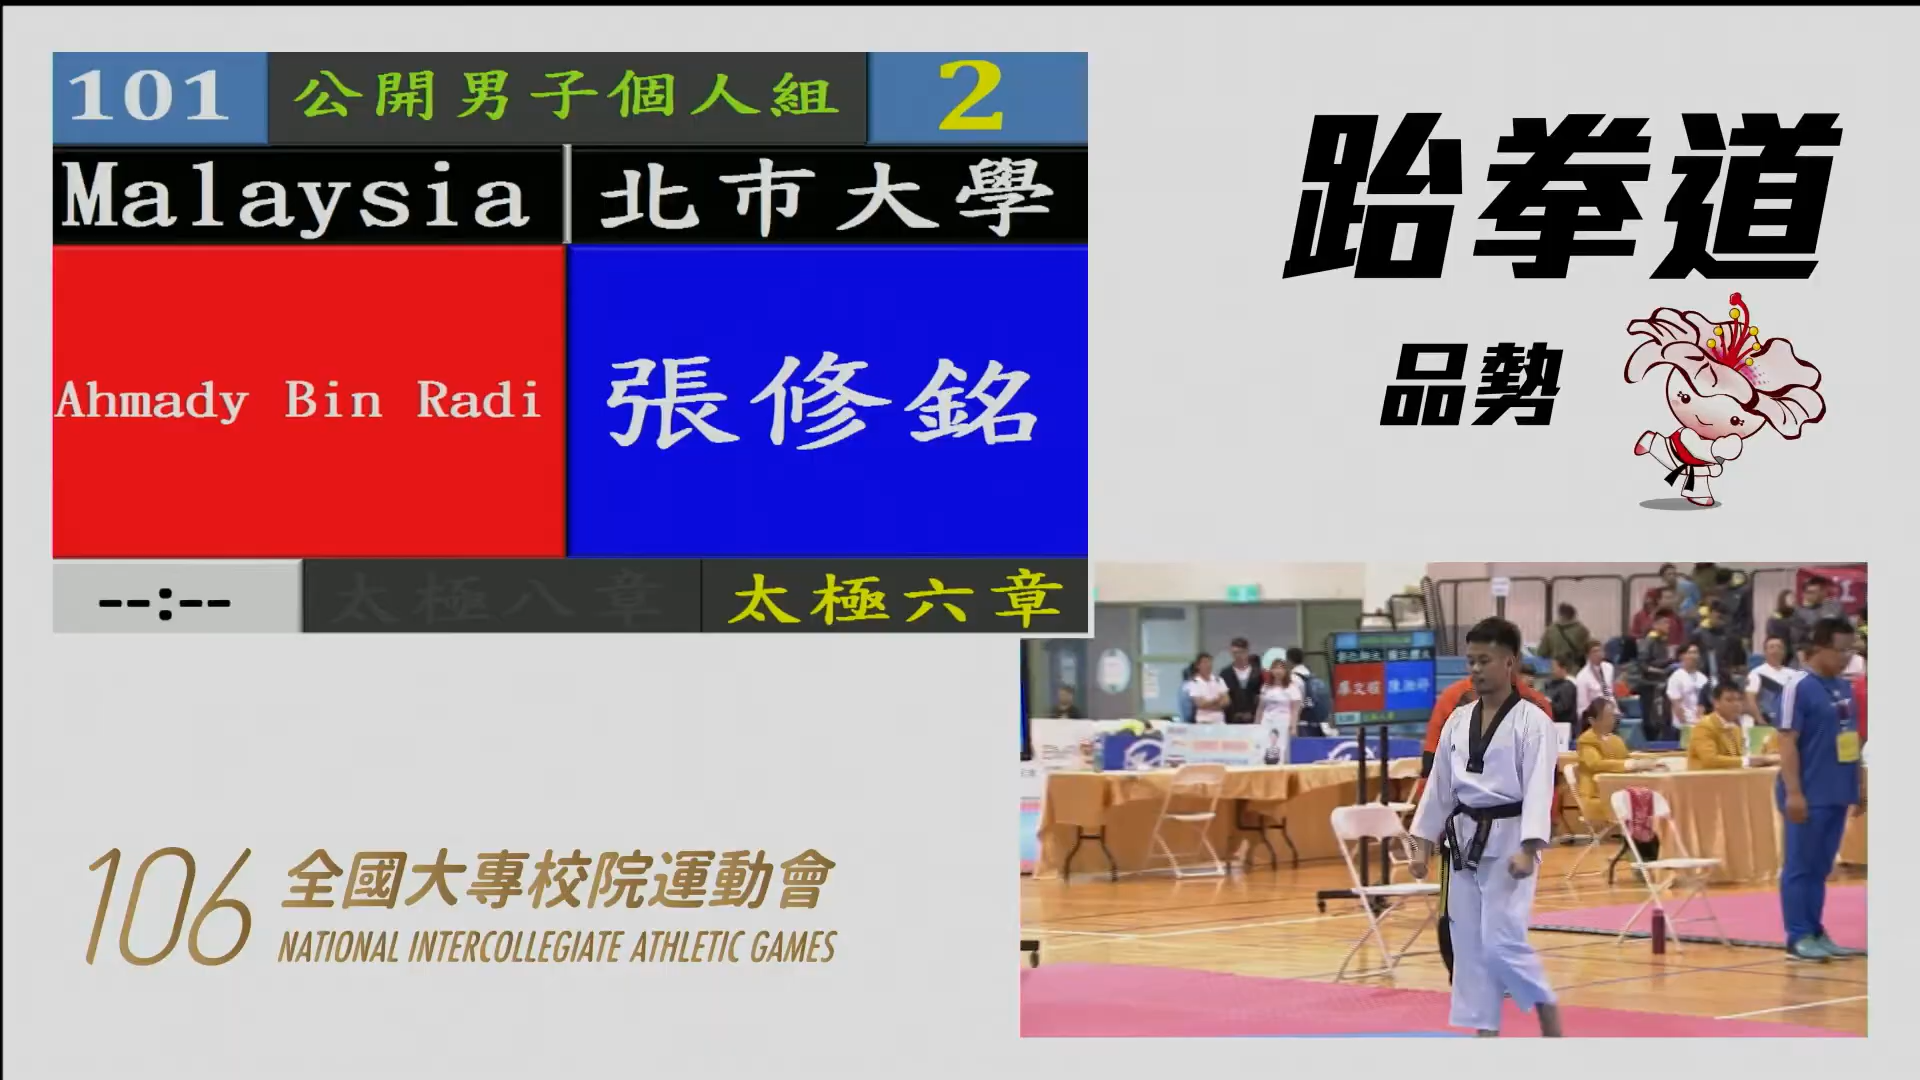 101 公開男子個人組 2
Malaysia 北市大學
Ahmady Bin Radi 張修銘
--:-- 太極八章 太極六章
跆拳道
品勢
106 全國大專校院運動會
NATIONAL INTERCOLLEGIATE ATHLETIC GAMES